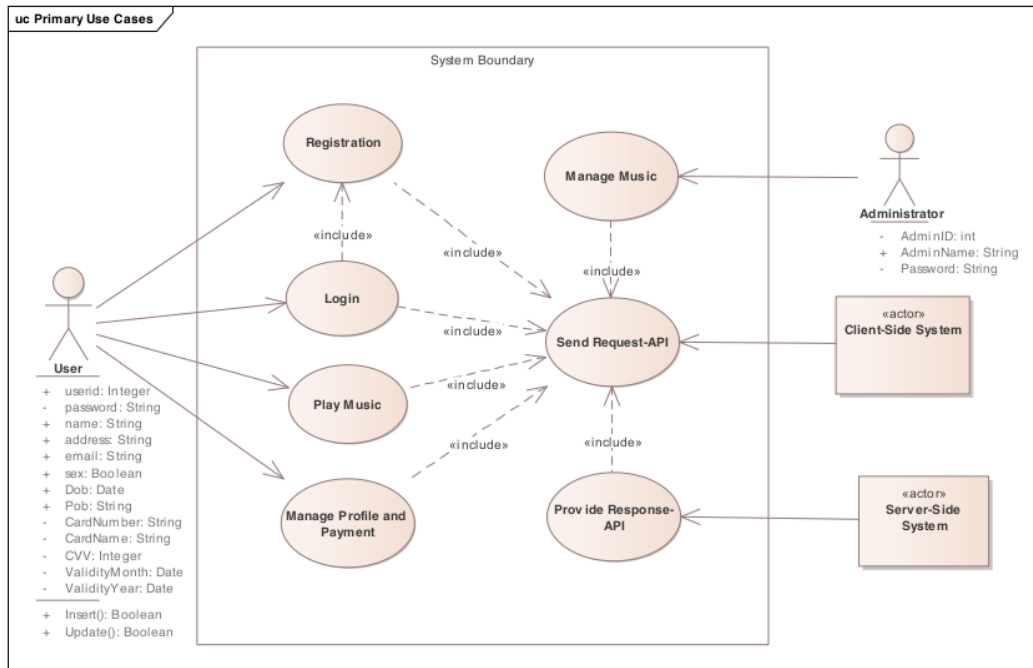 uc Primary Use Cases
System Boundary
Registration
Manage Music
Administrator
- AdminID: int
+ AdminName: String
- Password: String
«include»
«include»
«include»
Login
«include»
Send Request-API
«actor»
Client-Side System
User
+ userid: Integer
- password: String
+ name: String
+ address: String
+ email: String
+ sex: Boolean
+ Dob: Date
+ Pob: String
- CardNumber: String
- CardName: String
- CVV: Integer
- ValidityMonth: Date
- ValidityYear: Date
+ Insert(): Boolean
+ Update(): Boolean
Play Music
«include»
«include»
«include»
Manage Profile and
Payment
Provide Response-
API
«actor»
Server-Side
System